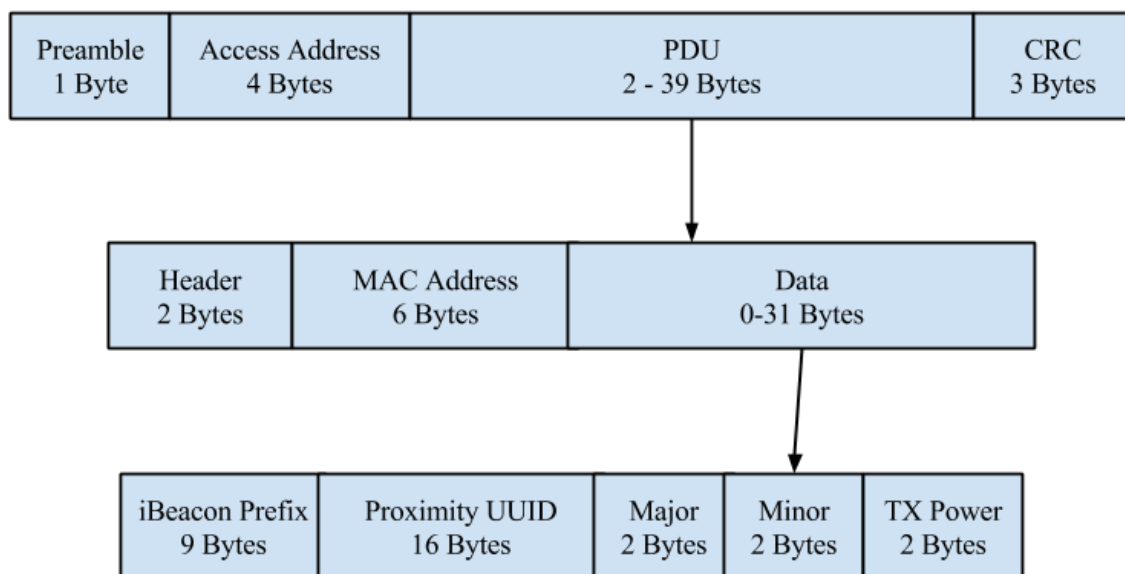 Preamble
1 Byte
Access Address
4 Bytes
PDU
2 - 39 Bytes
CRC
3 Bytes
Header
2 Bytes
MAC Address
6 Bytes
Data
0-31 Bytes
iBeacon Prefix
9 Bytes
Proximity UUID
16 Bytes
Major
2 Bytes
Minor
2 Bytes
TX Power
2 Bytes